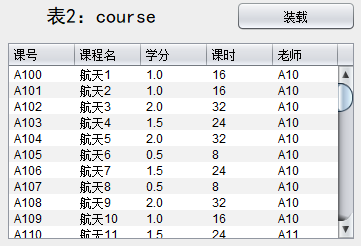 表2：course 装载
课号 课程名 学分 课时 老师
A100 航天1 1.0 16 A10
A101 航天2 1.0 16 A10
A102 航天3 2.0 32 A10
A103 航天4 1.5 24 A10
A104 航天5 2.0 32 A10
A105 航天6 0.5 8 A10
A106 航天7 1.5 24 A10
A107 航天8 0.5 8 A10
A108 航天9 2.0 32 A10
A109 航天10 1.0 16 A10
A110 航天11 1.5 24 A11